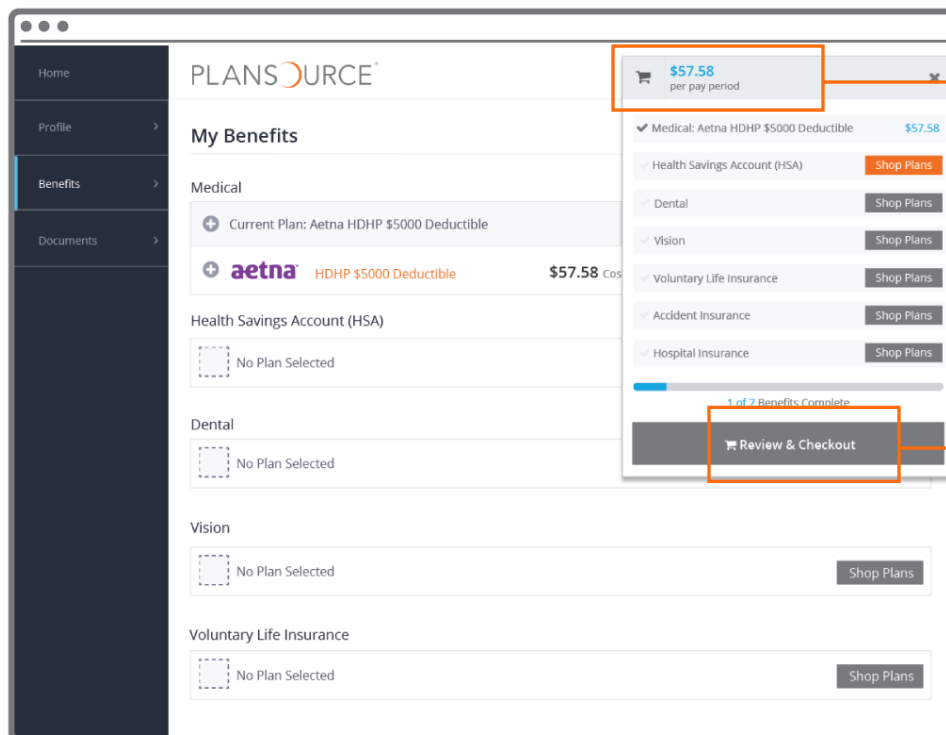 Home
Profile
Benefits
Documents
PLANSOURCE®
My Benefits
Medical
Current Plan: Aetna HDHP $5000 Deductible
aetna HDHP $5000 Deductible $57.58
Health Savings Account (HSA)
No Plan Selected
Dental
No Plan Selected
Vision
No Plan Selected Shop Plans
Voluntary Life Insurance
No Plan Selected Shop Plans
$57.58
per pay period
Medical: Aetna HDHP $5000 Deductible $57.58
Health Savings Account (HSA) Shop Plans
Dental Shop Plans
Vision Shop Plans
Voluntary Life Insurance Shop Plans
Accident Insurance Shop Plans
Hospital Insurance Shop Plans
1 of 7 Benefits Complete
Review & Checkout